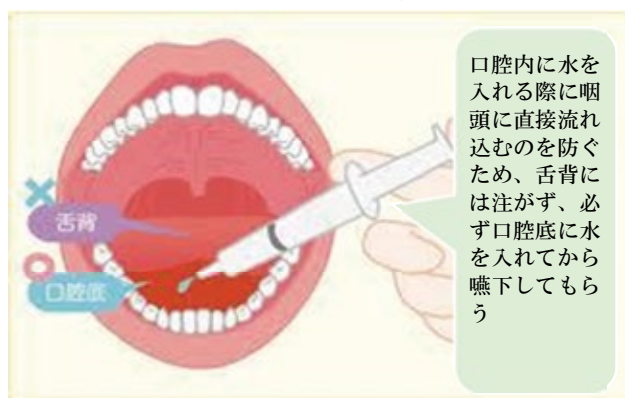 口腔内に水を
入れる際に咽
頭に直接流れ
込むのを防ぐ
ため、舌背に
は注がず、必
ず口腔底に水
を入れてから
嚥下してもら
う
舌背
口腔底